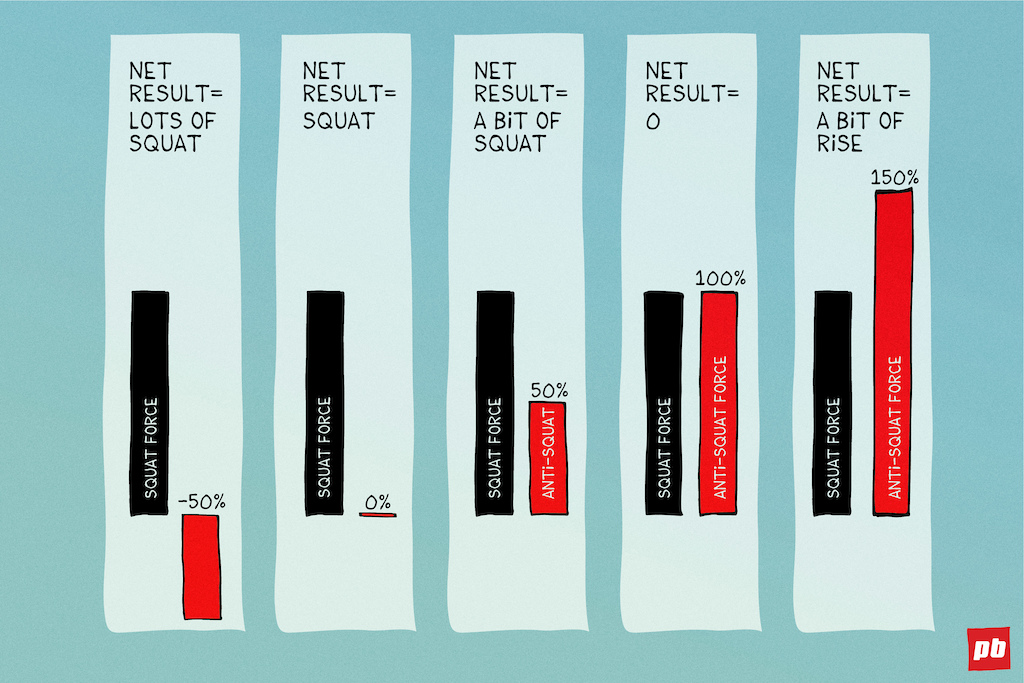 NET
RESULT=
LOTS OF
SQUAT
SQUAT FORCE
-50%
NET
RESULT=
SQUAT
SQUAT FORCE
0%
NET
RESULT=
A BiT OF
SQUAT
SQUAT FORCE
50%
ANTi-SQUAT
NET
RESULT=
0
SQUAT FORCE
100%
ANTi-SQUAT FORCE
NET
RESULT=
A BiT OF
RiSE
SQUAT FORCE
150%
ANTi-SQUAT FORCE
pb